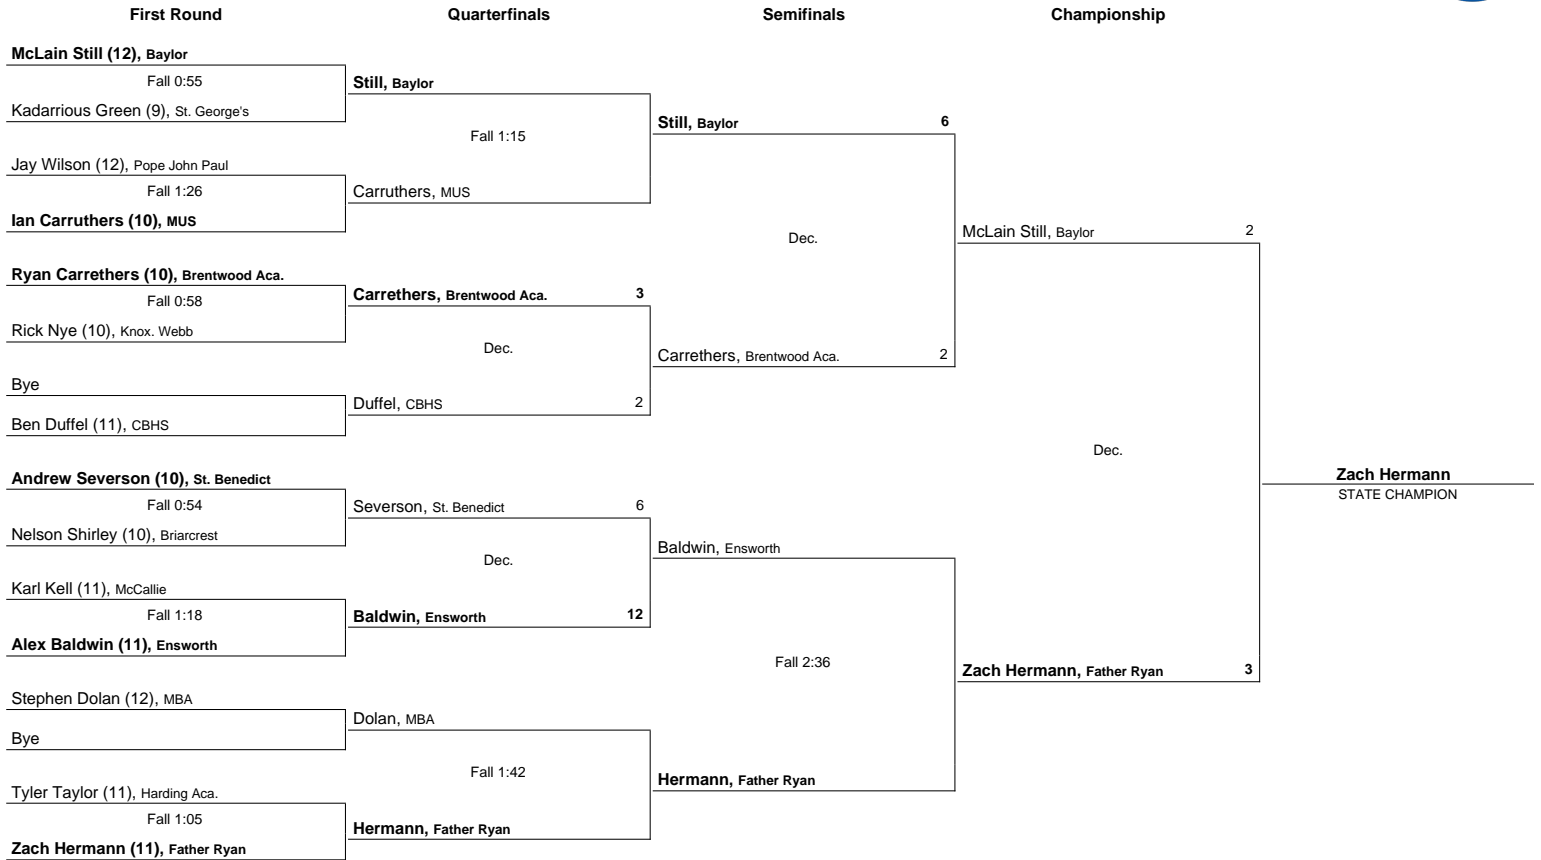 First Round Quarterfinals Semifinals Championship
McLain Still (12), Baylor
Fall 0:55
Kadarrious Green (9), St. George's
Jay Wilson (12), Pope John Paul
Fall 1:26
Ian Carruthers (10), MUS
Ryan Carrethers (10), Brentwood Aca.
Fall 0:58
Rick Nye (10), Knox. Webb
Bye
Ben Duffel (11), CBHS
Andrew Severson (10), St. Benedict
Fall 0:54
Nelson Shirley (10), Briarcrest
Karl Kell (11), McCallie
Fall 1:18
Alex Baldwin (11), Ensworth
Stephen Dolan (12), MBA
Bye
Tyler Taylor (11), Harding Aca.
Fall 1:05
Zach Hermann (11), Father Ryan
Still, Baylor
Fall 1:15
Carruthers, MUS
Carrethers, Brentwood Aca. 3
Dec.
Duffel, CBHS 2
Severson, St. Benedict 6
Dec.
Baldwin, Ensworth 12
Dolan, MBA
Fall 1:42
Hermann, Father Ryan
Still, Baylor 6
Dec.
Carrethers, Brentwood Aca. 2
Baldwin, Ensworth
Fall 2:36
Hermann, Father Ryan
McLain Still, Baylor 2
Dec.
Zach Hermann, Father Ryan 3
Zach Hermann
STATE CHAMPION